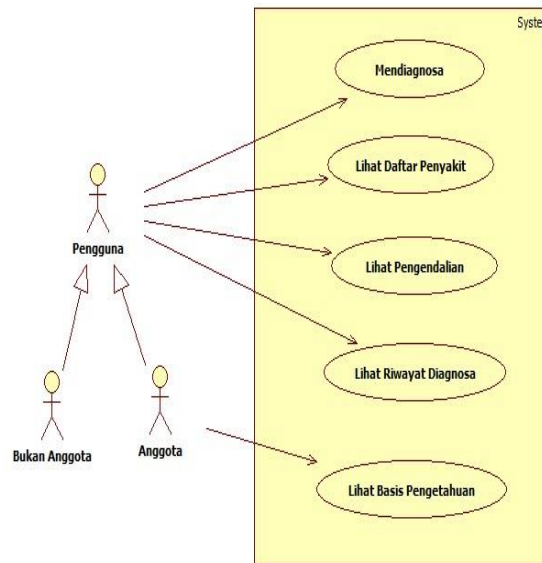 Syste
Mendiagnosa
Lihat Daftar Penyakit
Pengguna
Lihat Pengendalian
Lihat Riwayat Diagnosa
Bukan Anggota
Anggota
Lihat Basis Pengetahuan